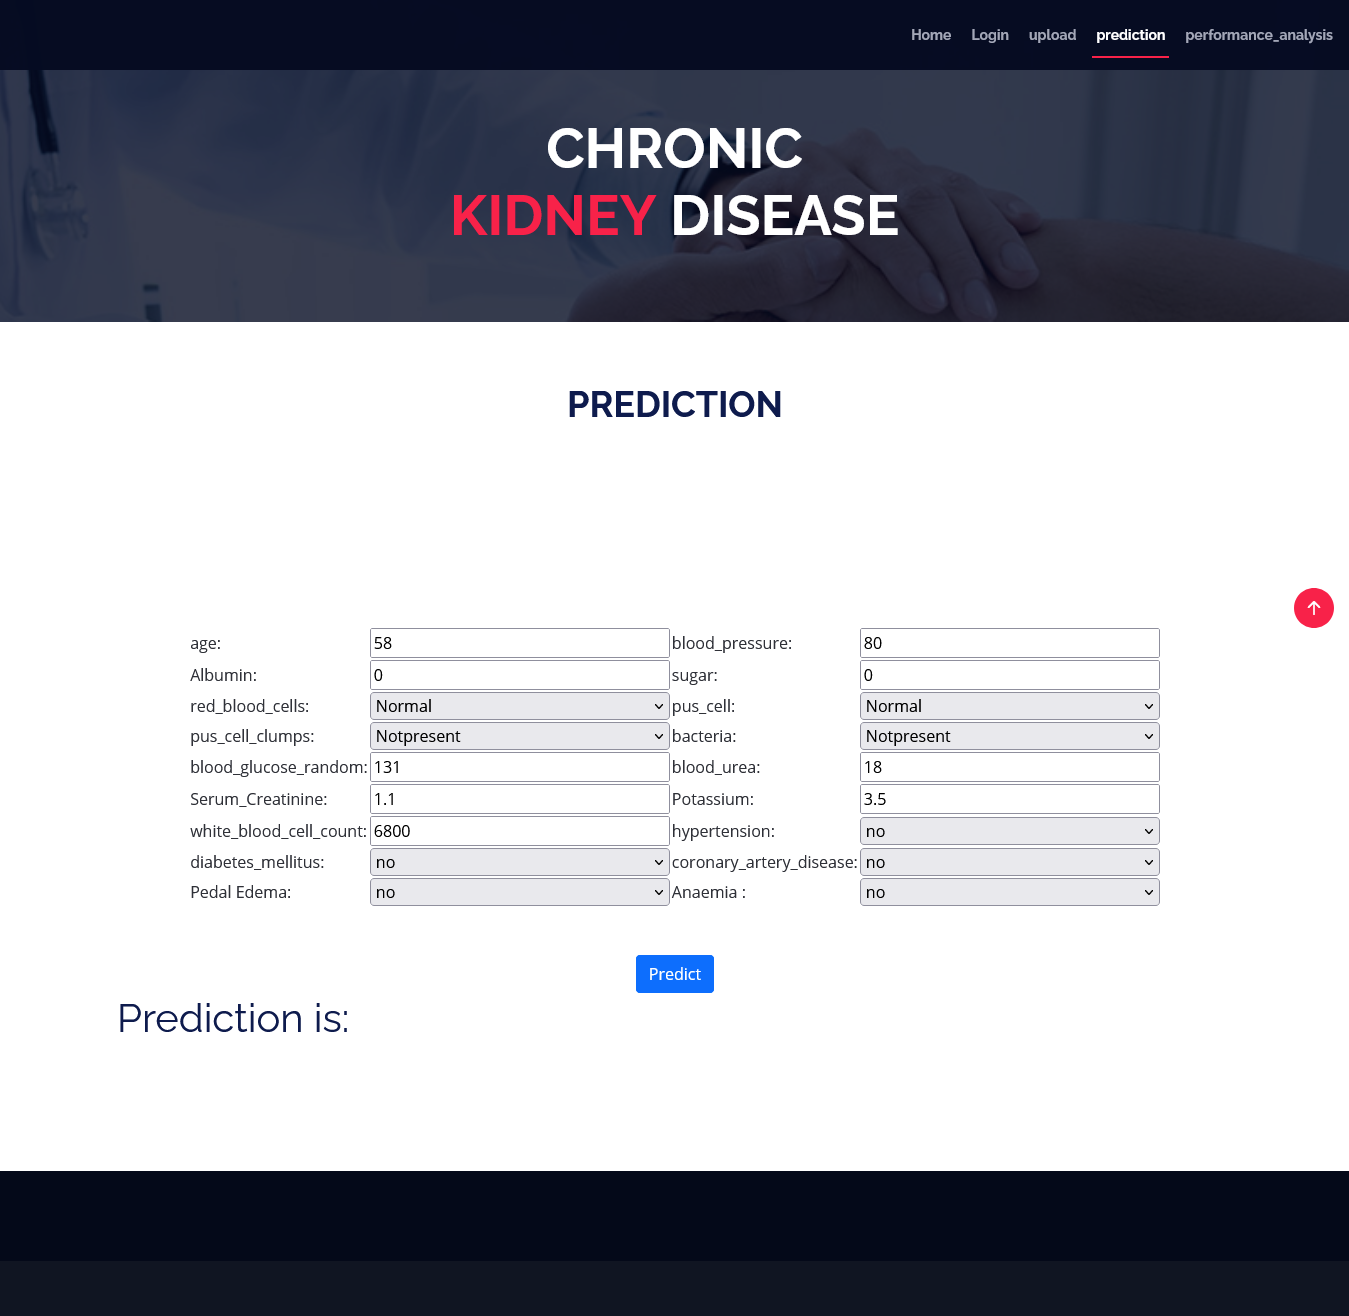 Home Login upload prediction performance_analysis
CHRONIC
KIDNEY DISEASE
PREDICTION
age: 58 blood_pressure: 80
Albumin: 0 sugar: 0
red_blood_cells: Normal pus_cell: Normal
pus_cell_clumps: Notpresent bacteria: Notpresent
blood_glucose_random: 131 blood_urea: 18
Serum_Creatinine: 1.1 Potassium: 3.5
white_blood_cell_count: 6800 hypertension: no
diabetes_mellitus: no coronary_artery_disease: no
Pedal Edema: no Anaemia : no
Predict
Prediction is: